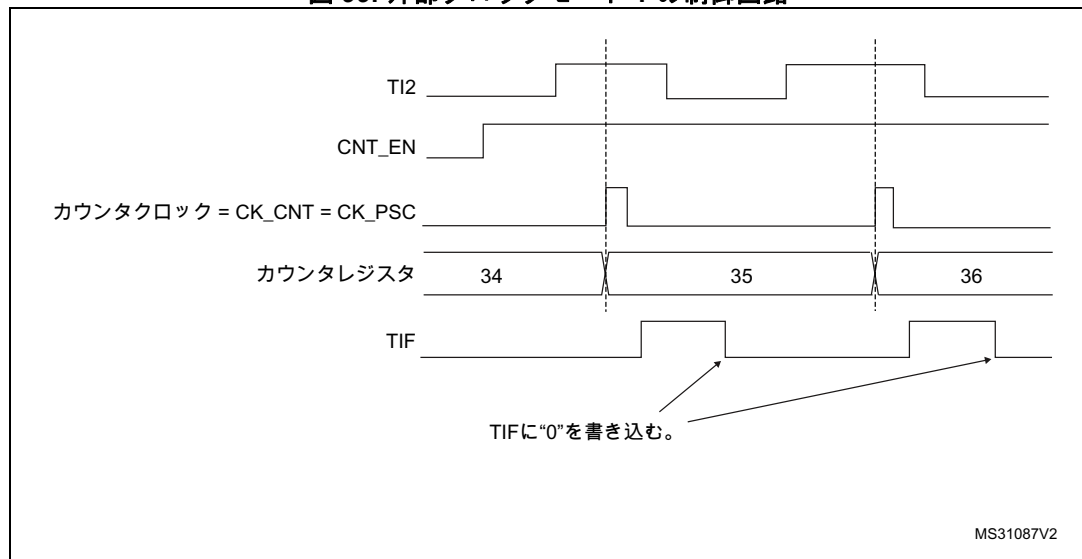 TI2
CNT_EN
カウンタクロック = CK_CNT = CK_PSC
カウンタレジスタ 34 35 36
TIF
TIFに“0”を書き込む。
MS31087V2